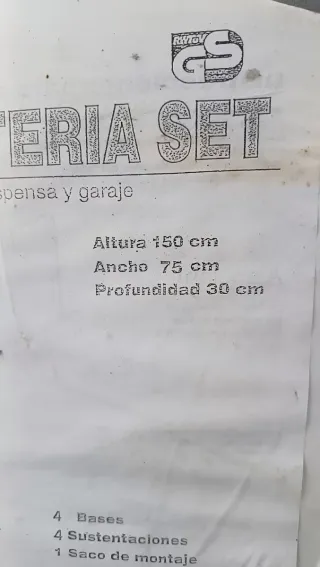 GS
TERIA SET
spensa y garaje
Altura 150 cm
Ancho 75 cm
Profundidad 30 cm
4 Bases
4 Sustentaciones
1 Saco de montaje